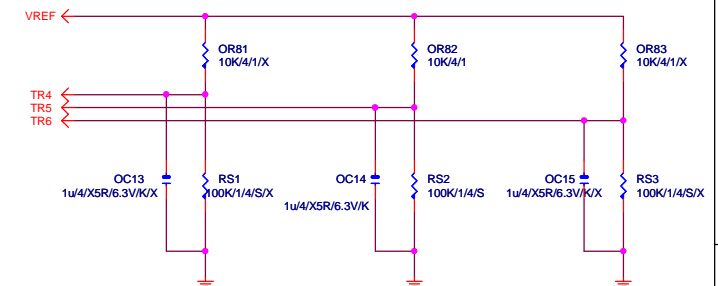 VREF
OR81
10K/4/1/X
OR82
10K/4/1
OR83
10K/4/1/X
TR4
TR5
TR6
OC13
1u/4/X5R/6.3V/K/X
RS1
100K/1/4/S/X
OC14
1u/4/X5R/6.3V/K
RS2
100K/1/4/S
OC15
1u/4/X5R/6.3V/K/X
RS3
100K/1/4/S/X